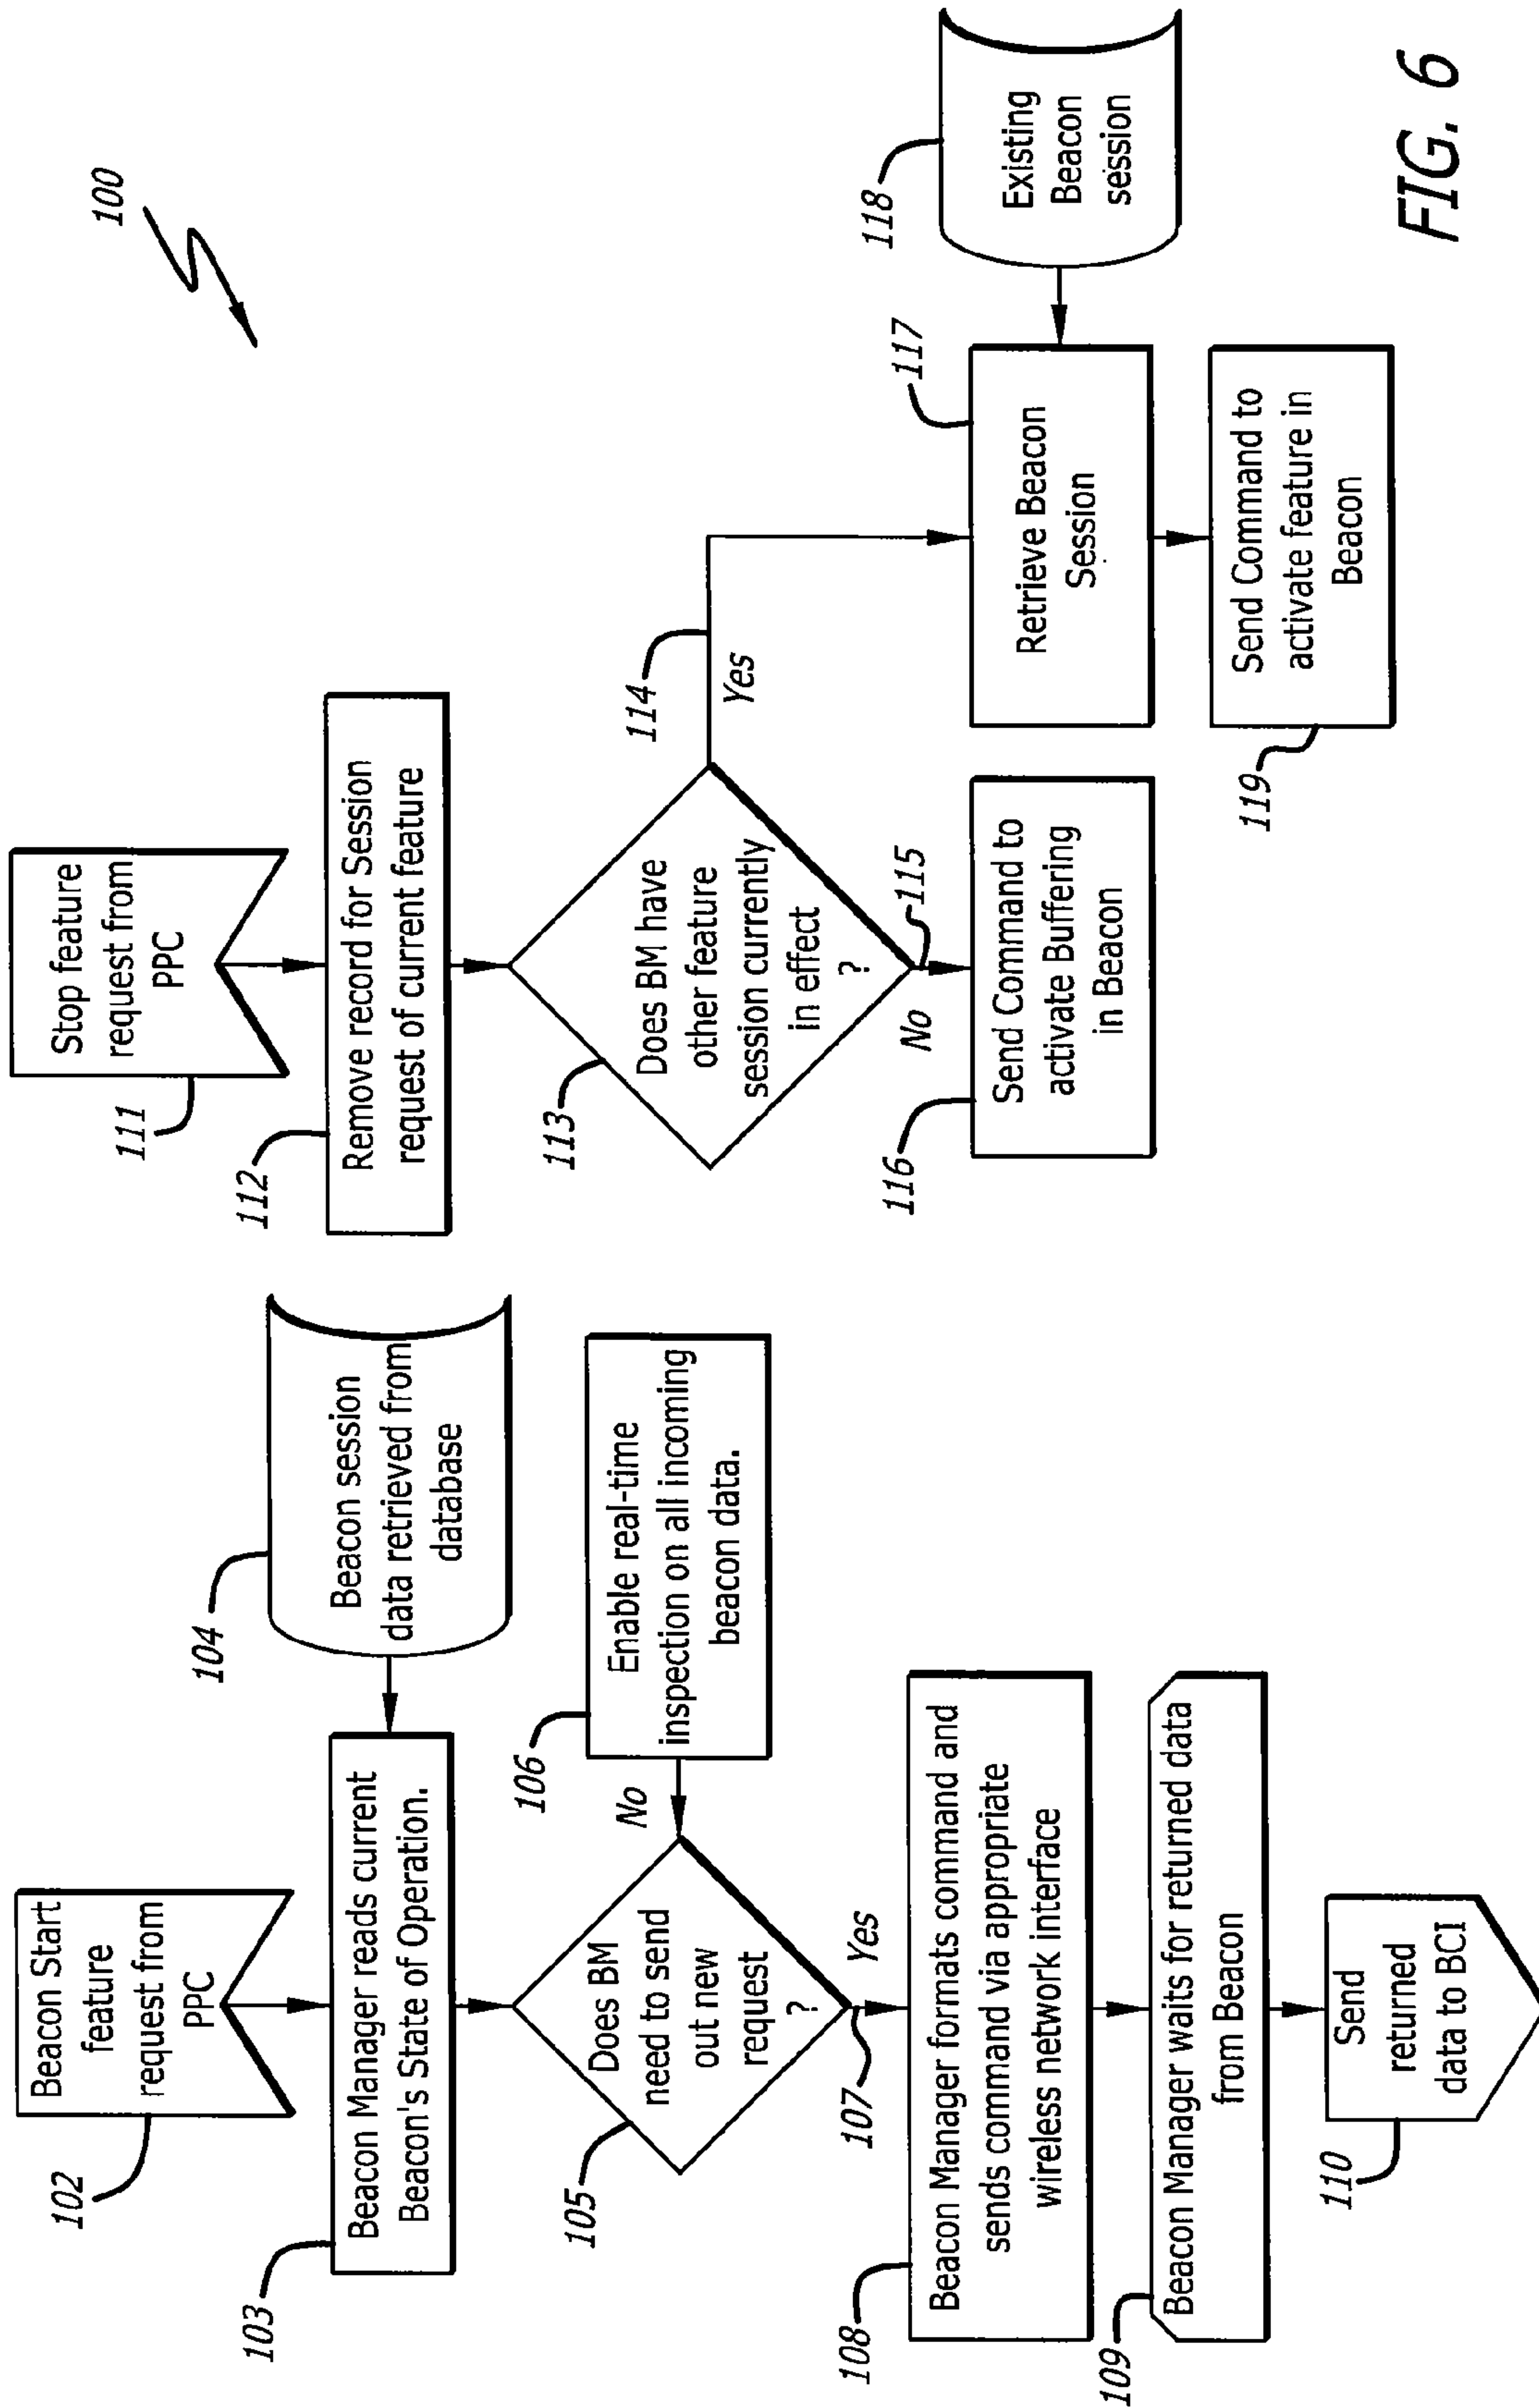 100
102
Beacon Start
feature
request from
PPC
103
Beacon Manager reads current
Beacon's State of Operation.
104
Beacon session
data retrieved from
database
105
Does BM
need to send
out new
request
?
No
106
Enable real-time
inspection on all incoming
beacon data.
107
Yes
108
Beacon Manager formats command and
sends command via appropriate
wireless network interface
109
Beacon Manager waits for returned data
from Beacon
110
Send
returned
data to BCI
111
Stop feature
request from
PPC
112
Remove record for Session
request of current feature
113
Does BM have
other feature
session currently
in effect
?
114
Yes
No
115
116
Send Command to
activate Buffering
in Beacon
117
Retrieve Beacon
Session
118
Existing
Beacon
session
119
Send Command to
activate feature in
Beacon
FIG. 6